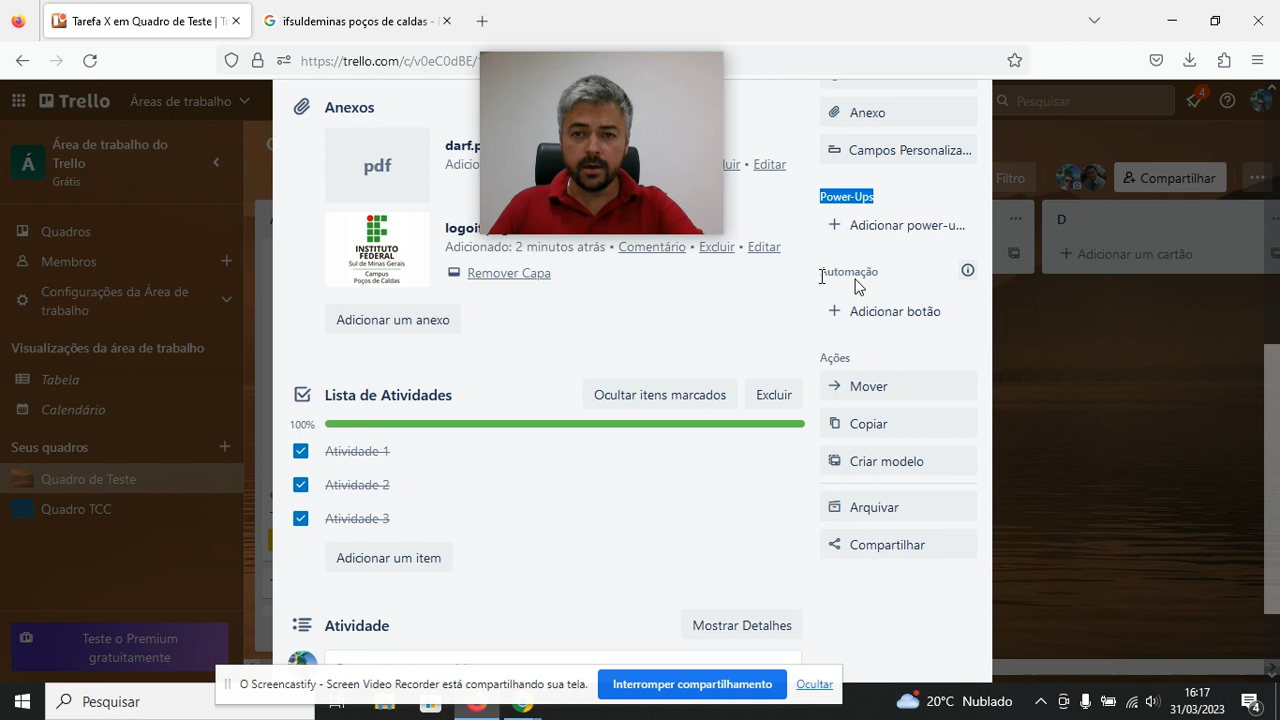 Tarefa X em Quadro de Teste | Tr
ifsuldeminas poços de caldas -
https://trello.com/c/v0eC0dBE/
Trello
Áreas de trabalho
Pesquisar
4
Á
Área de trabalho do
Trello
Grátis
Quadros
Membros
Configurações da Área de
trabalho
Visualizações da área de trabalho
Tabela
Calendário
Seus quadros
Quadro de Teste
Quadro TCC
Teste o Premium
gratuitamente
Anexos
pdf
darf.p
Adicio
luir • Editar
INSTITUTO
FEDERAL
Sul de Minas Gerais
Campus
Poços de Caldas
Adicionado: 2 minutos atrás • Comentário • Excluir • Editar
Remover Capa
Adicionar um anexo
Lista de Atividades
Ocultar itens marcados
Excluir
100%
Atividade 1
Atividade 2
Atividade 3
Adicionar um item
Atividade
Mostrar Detalhes
Anexo
Campos Personaliza...
Power-Ups
Adicionar power-u...
Automação
Adicionar botão
Ações
Mover
Copiar
Criar modelo
Arquivar
Compartilhar
Filtro
Compartilhar
D
Adicionar um cartão
O Screencastify - Screen Video Recorder está compartilhando sua tela.
Interromper compartilhamento
Ocultar
Pesquisar
20°C Nublado
16:17
31/03/2023
4